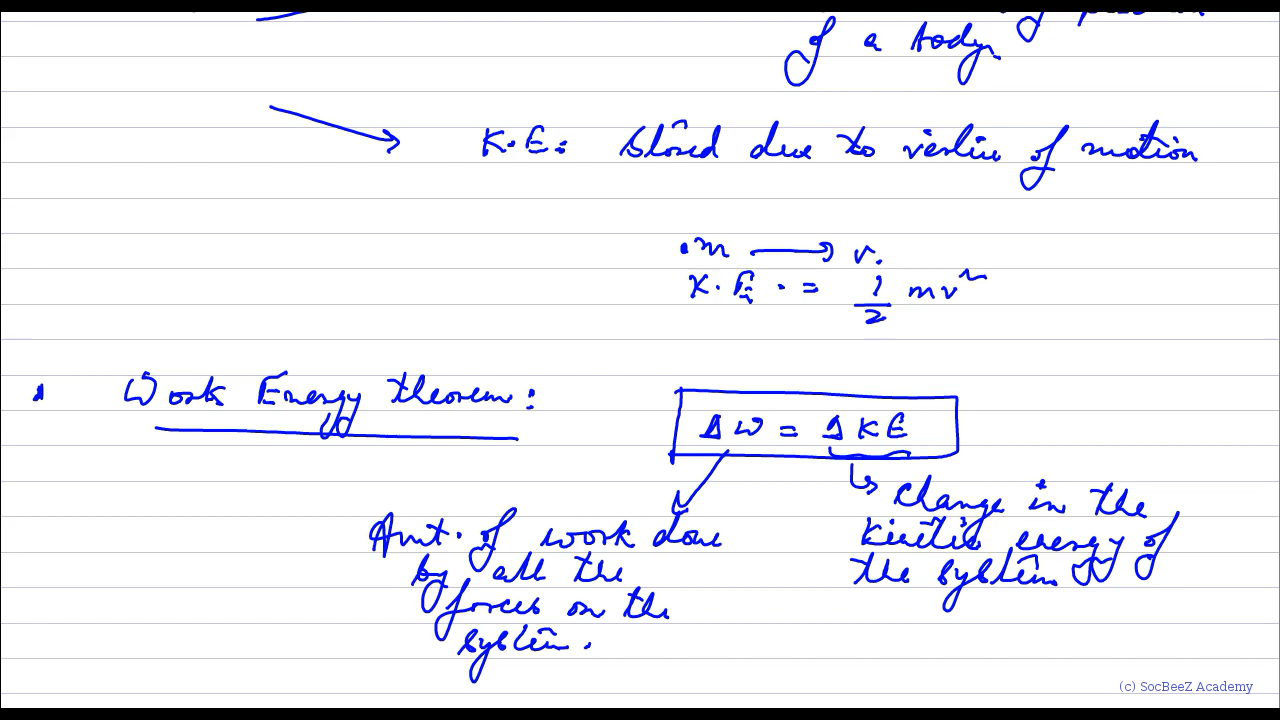 of a body
K.E: Stored due to virtue of motion
.m → v.
K.E. = 1/2 mv²
Work Energy theorem:
ΔW = ΔKE
Amt. of work done
by all the
forces on the
system.
Change in the
kinetic energy of
the system
(c) SocBeeZ Academy